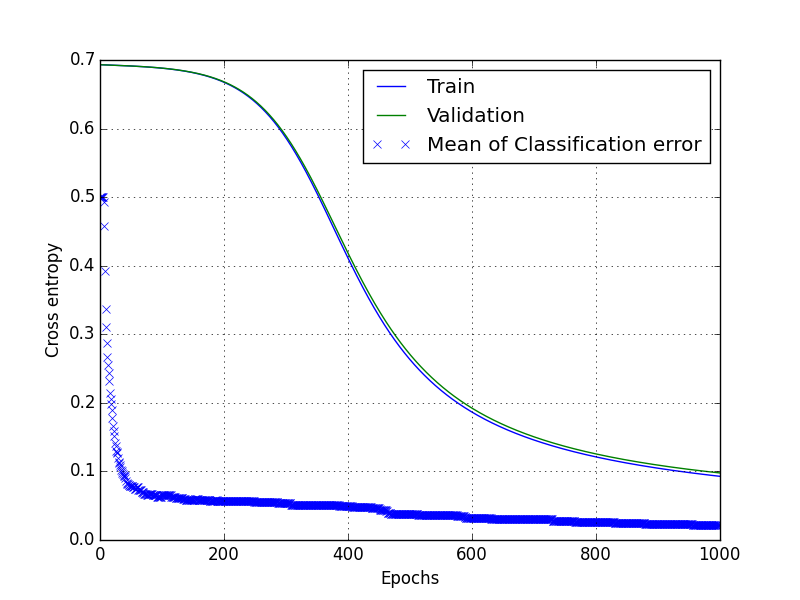 0.7
0.6
0.5
0.4
0.3
0.2
0.1
0.0
Cross entropy
Train
Validation
Mean of Classification error
0 200 400 600 800 1000
Epochs